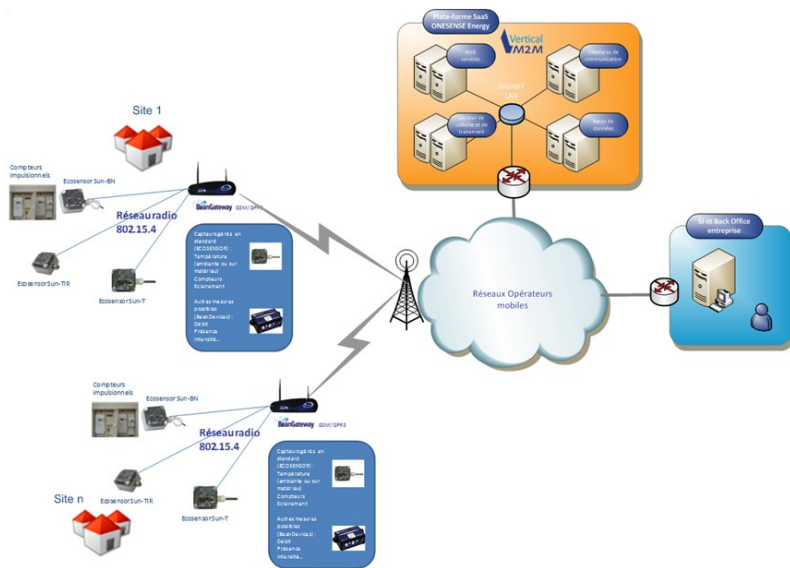 Plate-forme SaaS
ONESENSE Energy
Vertical
M2M
Web
services...
Interfaces de
communication
GIGABIT
LAN
collecte et de
traitement
Bases de
données
Site 1
Compteurs
impulsionnels
EcosensorSun-BN
Réseau radio
802.15.4
BeanGateway GSM/GPRS
EcosensorSun-TIR
EcosensorSun-T
Capteurs gérés en
standard
(ECOSENSOR) :
Température
(ambiante ou sur
matériau)
Compteurs
Eclairement
Autres mesures
possibles
(BeanDevices) :
Débit
Présence
Intensité...
Réseaux Opérateurs
mobiles
SI et Back Office
entreprise
Compteurs
impulsionnels
EcosensorSun-BN
Réseau radio
802.15.4
BeanGateway GSM/GPRS
EcosensorSun-TIR
EcosensorSun-T
Site n
Capteurs gérés en
standard
(ECOSENSOR) :
Température
(ambiante ou sur
matériau)
Compteurs
Eclairement
Autres mesures
possibles
(BeanDevices) :
Débit
Présence
Intensité...